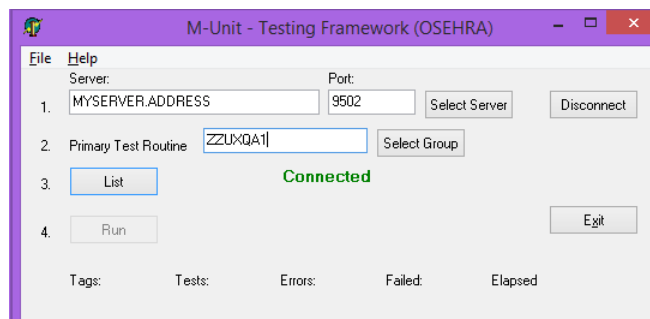 M-Unit - Testing Framework (OSEHRA)
File Help
Server: Port:
1. MYSERVER.ADDRESS 9502 Select Server Disconnect
2. Primary Test Routine ZZUXQA1 Select Group
3. List Connected
Exit
4. Run
Tags: Tests: Errors: Failed: Elapsed